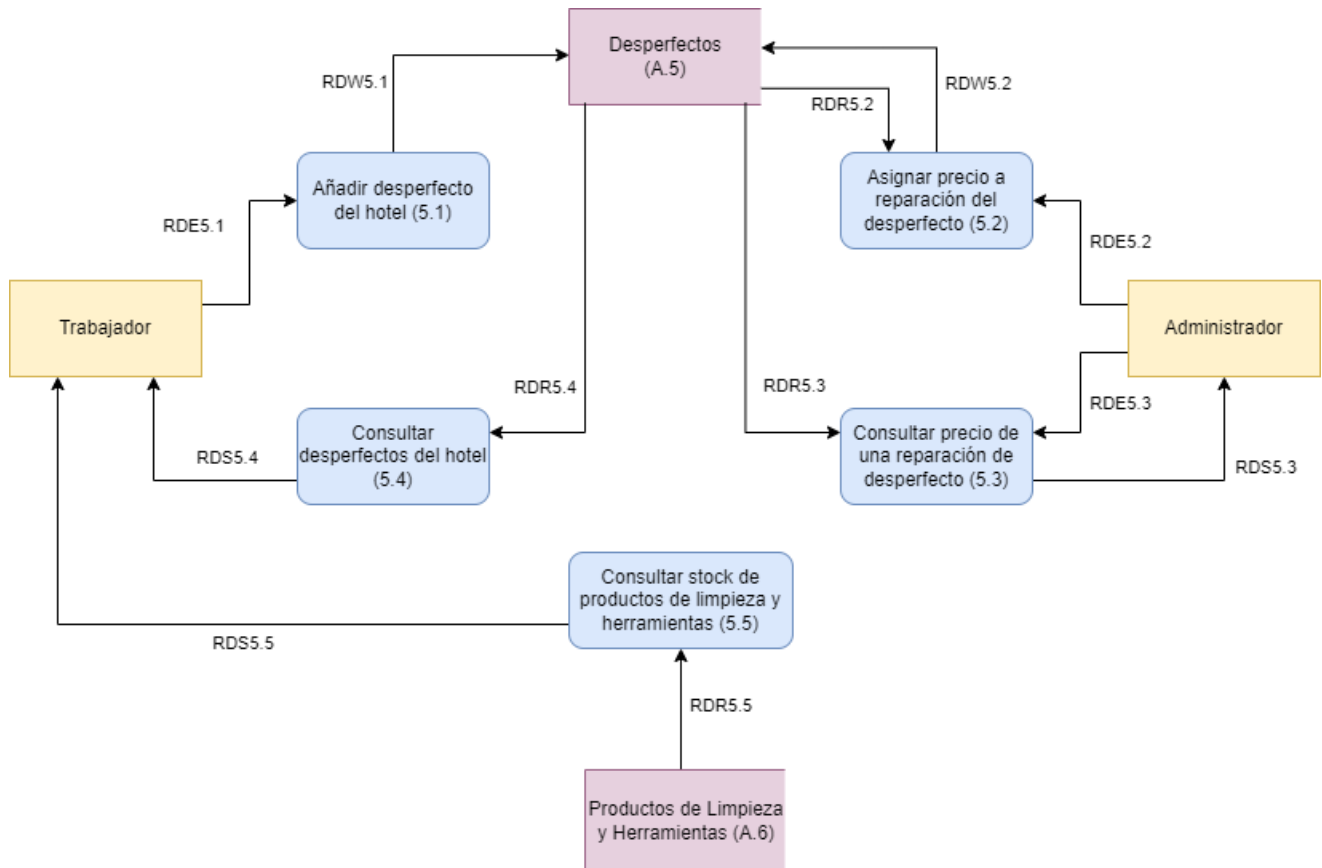 Desperfectos
(A.5)
RDW5.1
RDW5.2
RDR5.2
Añadir desperfecto
del hotel (5.1)
Asignar precio a
reparación del
desperfecto (5.2)
RDE5.1
RDE5.2
Trabajador
Administrador
RDR5.4
RDR5.3
RDE5.3
Consultar
desperfectos del hotel
(5.4)
Consultar precio de
una reparación de
desperfecto (5.3)
RDS5.4
RDS5.3
Consultar stock de
productos de limpieza y
herramientas (5.5)
RDS5.5
RDR5.5
Productos de Limpieza
y Herramientas (A.6)